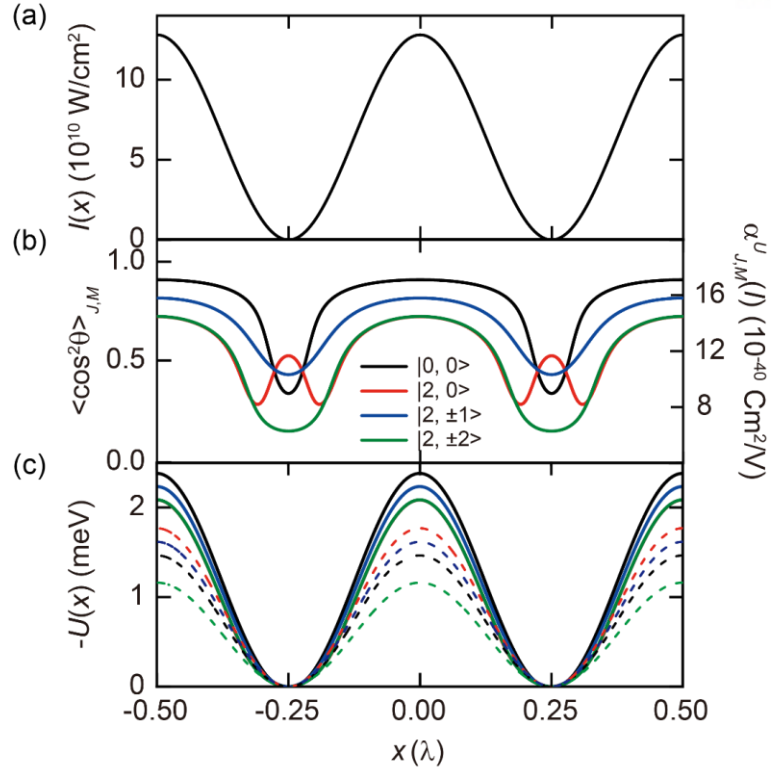 (a)
I(x) (10¹⁰ W/cm²)
10
5
0
(b)
<cos²θ>_J,M
1.0
0.5
0.0
α^U_J,M(I) (10⁻⁴⁰ Cm²/V)
16
12
8
|0, 0>
|2, 0>
|2, ±1>
|2, ±2>
(c)
-U(x) (meV)
2
1
0
-0.50 -0.25 0.00 0.25 0.50
x (λ)